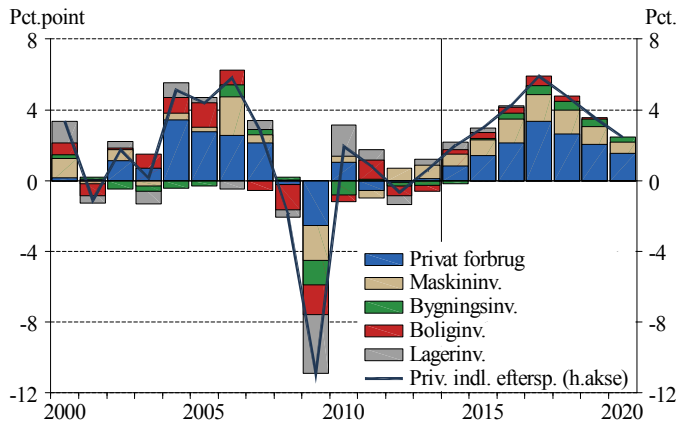 Pct.point Pct.
8 8
4 4
0 0
-4 -4
-8 -8
-12 -12
Privat forbrug
Maskininv.
Bygningsinv.
Boliginv.
Lagerinv.
Priv. indl. eftersp. (h.akse)
2000 2005 2010 2015 2020